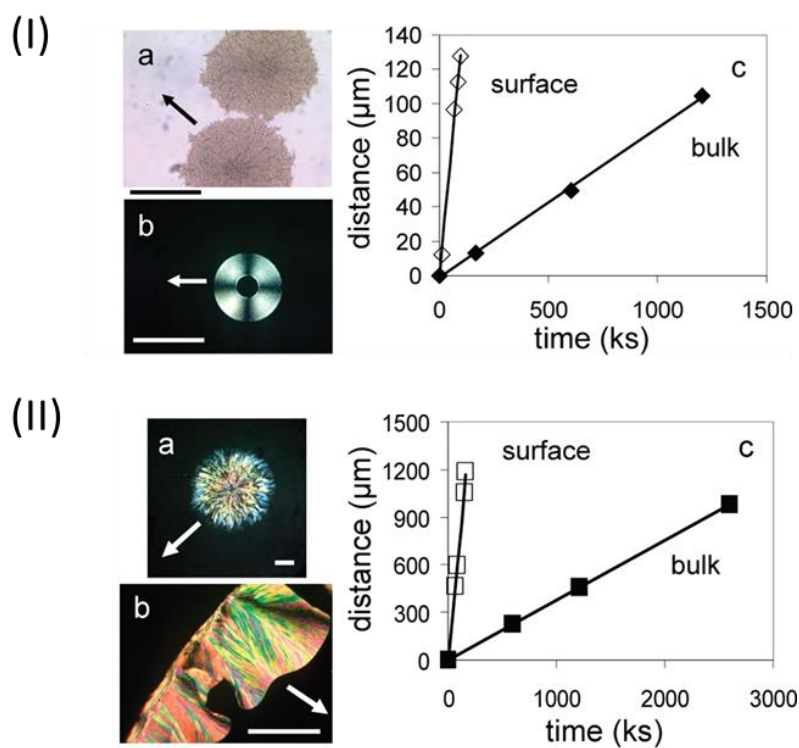 (I)
a
b
c
surface
bulk
distance (µm)
140
120
100
80
60
40
20
0
0 500 1000 1500
time (ks)
(II)
a
b
c
surface
bulk
distance (µm)
1500
1200
900
600
300
0
0 1000 2000 3000
time (ks)